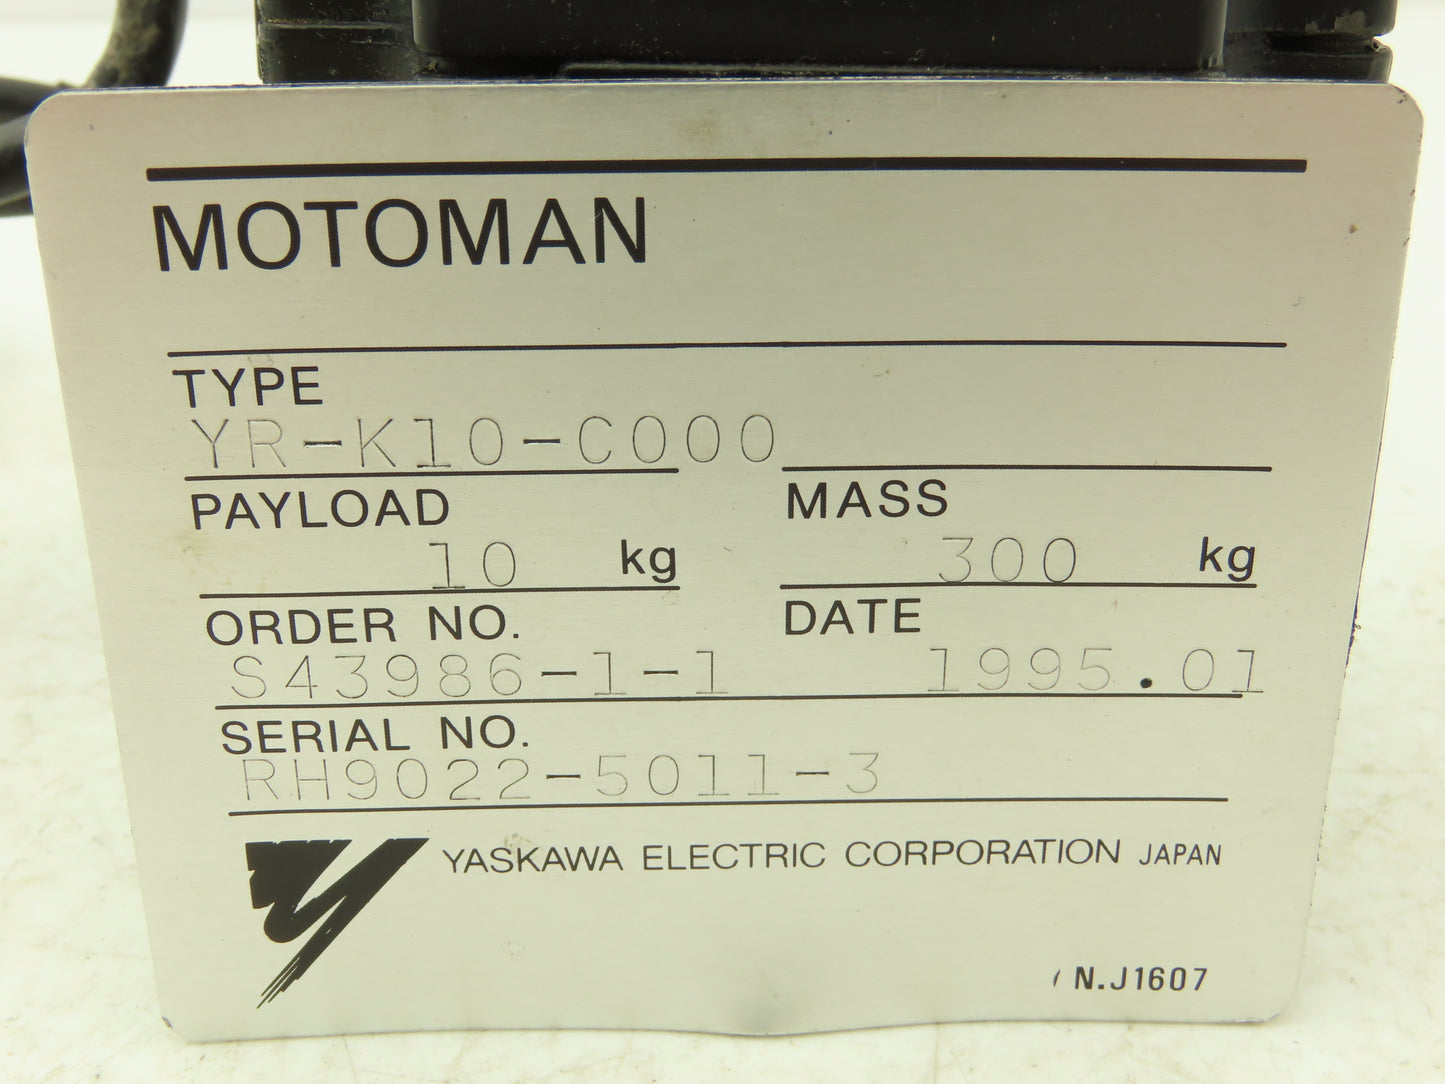 MOTOMAN
TYPE
YR-K10-C000
PAYLOAD MASS
10 kg 300 kg
ORDER NO. DATE
S43986-1-1 1995.01
SERIAL NO.
RH9022-5011-3
YASKAWA ELECTRIC CORPORATION JAPAN
N.J1607